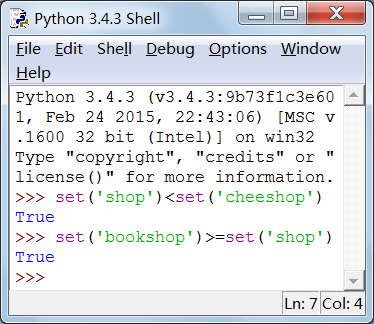 Python 3.4.3 Shell
File Edit Shell Debug Options Window
Help
Python 3.4.3 (v3.4.3:9b73f1c3e60
1, Feb 24 2015, 22:43:06) [MSC v
.1600 32 bit (Intel)] on win32
Type "copyright", "credits" or "
license()" for more information.
>>> set('shop')<set('cheeshop')
True
>>> set('bookshop')>=set('shop')
True
>>>
Ln: 7 Col: 4